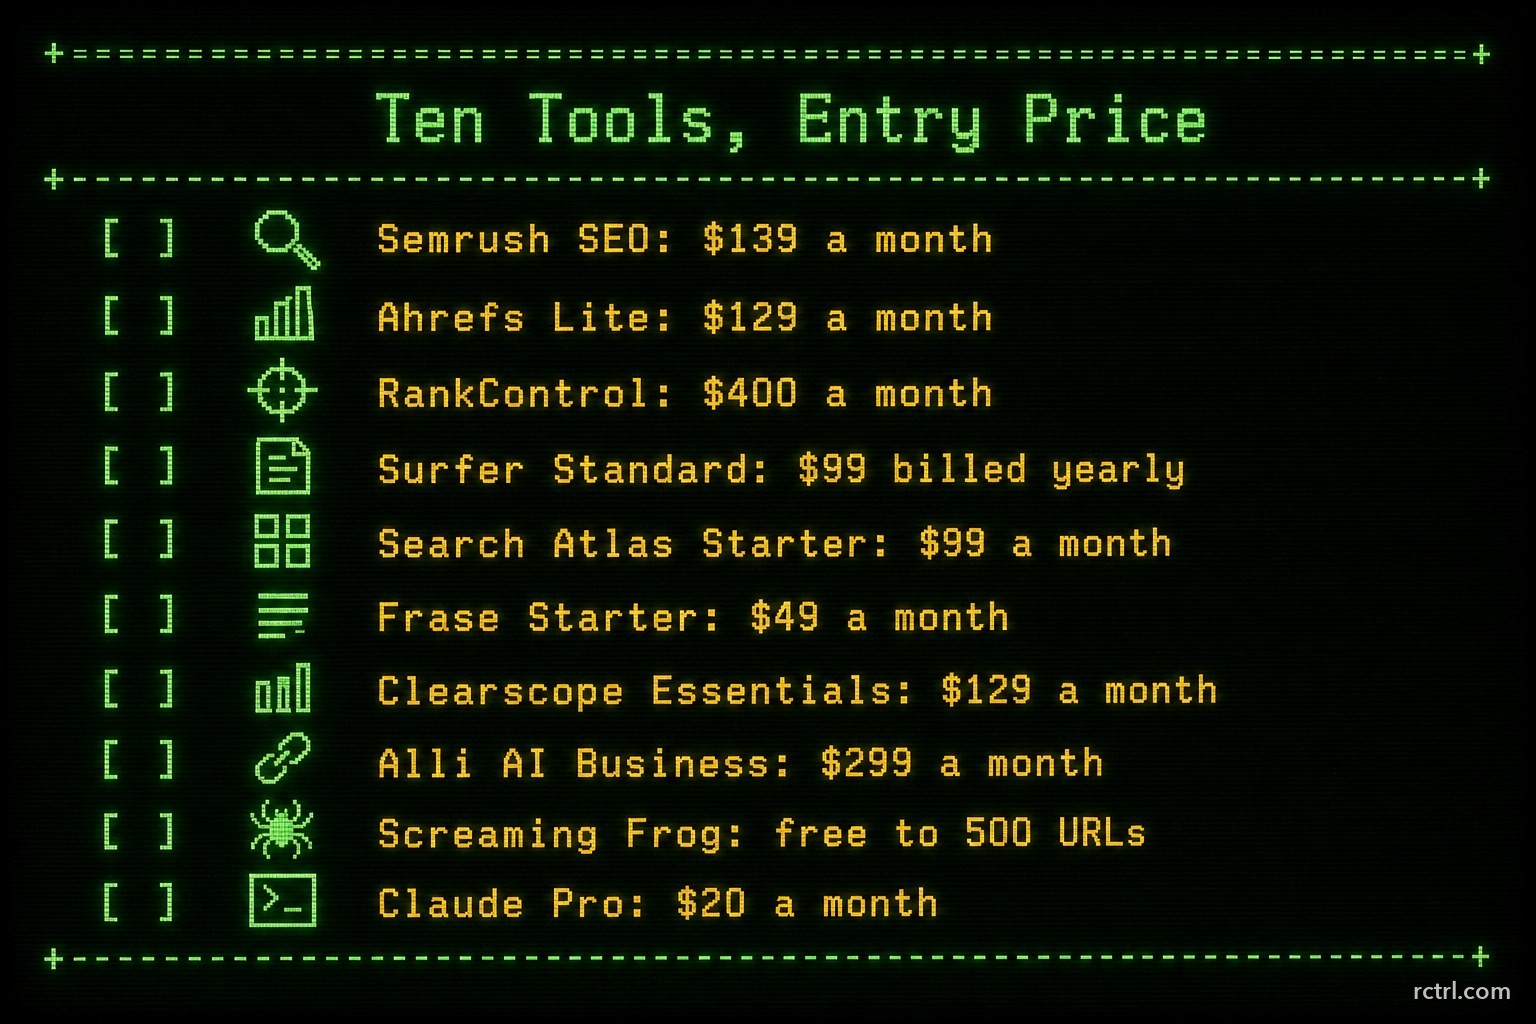 Ten Tools, Entry Price
[ ] Semrush SEO: $139 a month
[ ] Ahrefs Lite: $129 a month
[ ] RankControl: $400 a month
[ ] Surfer Standard: $99 billed yearly
[ ] Search Atlas Starter: $99 a month
[ ] Frase Starter: $49 a month
[ ] Clearscope Essentials: $129 a month
[ ] Alli AI Business: $299 a month
[ ] Screaming Frog: free to 500 URLs
[ ] Claude Pro: $20 a month
rctrl.com